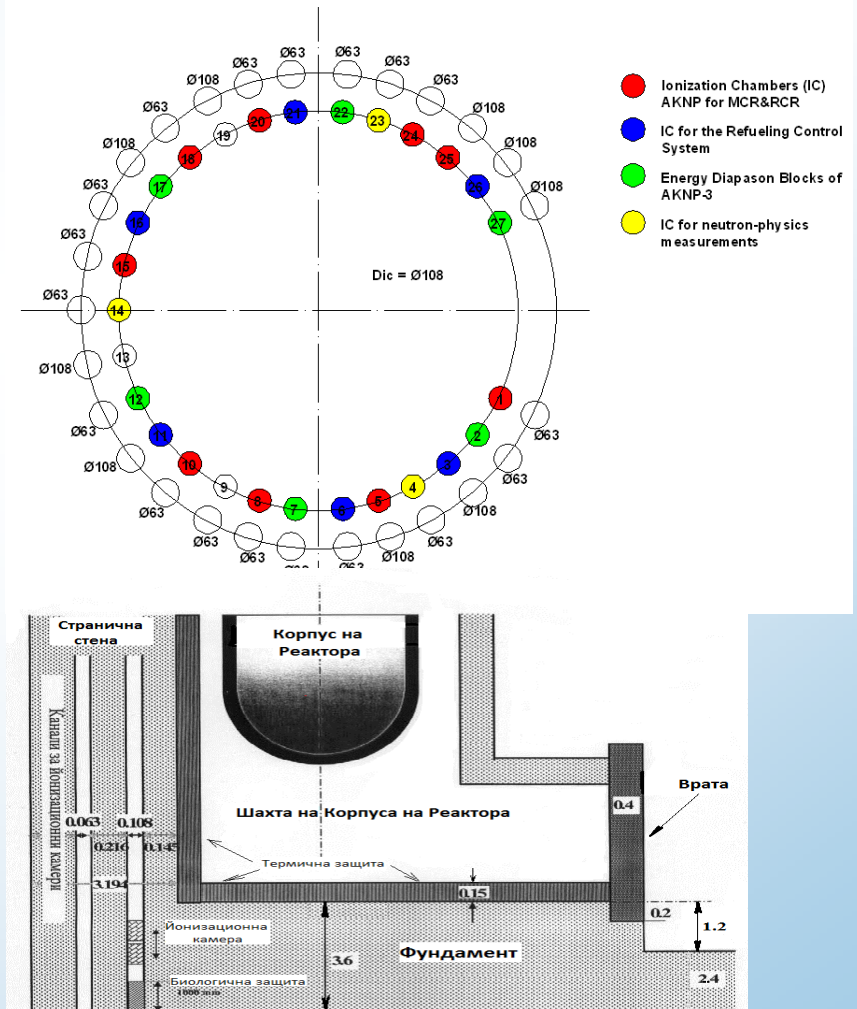 Ø63
Ø63
Ø63
Ø63
Ø108
Ø63
Ø63
Ø108
Ø108
Ø108
Ø63
Ø108
Ø63
Ø63
Ø108
Ø63
Ø108
Ø63
Ø63
Ø63
Ø63
Ø108
Ø63
Ø108
Ø63
Ø63
21
22
20
23
19
24
18
25
17
26
16
27
15
14
13
12
1
11
2
10
3
9
4
8
5
7
6
Dic = Ø108
Ionization Chambers (IC)
AKNP for MCR&RCR
IC for the Refueling Control
System
Energy Diapason Blocks of
AKNP-3
IC for neutron-physics
measurements
Странична
стена
Корпус на
Реактора
Канали за йонизационни камери
Врата
0.4
Шахта на Корпуса на Реактора
0.063
0.108
0.216
0.145
Термична защита
3.194
0.15
0.2
1.2
Йонизационна
камера
Фундамент
3.6
Биологична защита
1000 mm
2.4